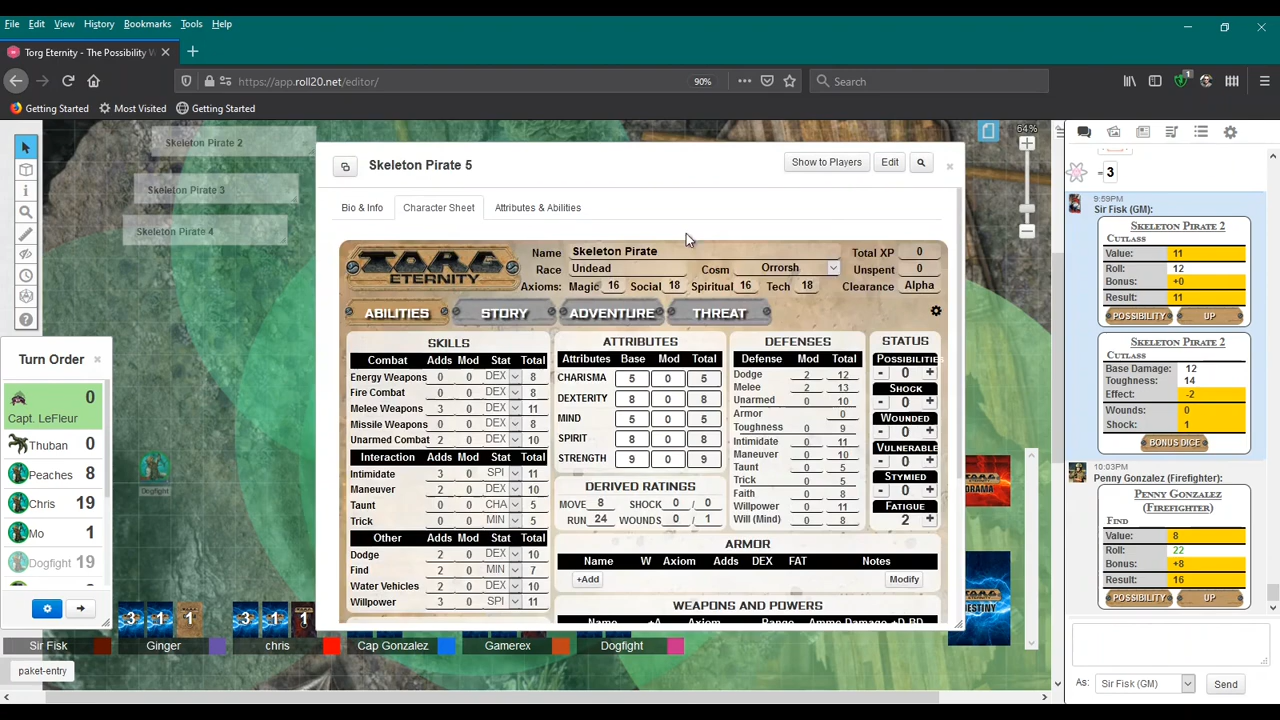 File Edit View History Bookmarks Tools Help
Torg Eternity - The Possibility W
https://app.roll20.net/editor/ 90% Search
Getting Started Most Visited Getting Started
Skeleton Pirate 2
Skeleton Pirate 3
Skeleton Pirate 4
Turn Order
Capt. LeFleur 0
Thuban 0
Peaches 8
Chris 19
Mo 1
Dogfight 19
Dogfight
Skeleton Pirate 5
Show to Players Edit
Bio & Info Character Sheet Attributes & Abilities
TORG ETERNITY
Name Skeleton Pirate Total XP 0
Race Undead Cosm Orrorsh Unspent 0
Axioms: Magic 16 Social 18 Spiritual 16 Tech 18 Clearance Alpha
ABILITIES STORY ADVENTURE THREAT
SKILLS
Combat Adds Mod Stat Total
Energy Weapons 0 0 DEX 8
Fire Combat 0 0 DEX 8
Melee Weapons 3 0 DEX 11
Missile Weapons 0 0 DEX 8
Unarmed Combat 2 0 DEX 10
Interaction Adds Mod Stat Total
Intimidate 3 0 SPI 11
Maneuver 2 0 DEX 10
Taunt 0 0 CHA 5
Trick 0 0 MIN 5
Other Adds Mod Stat Total
Dodge 2 0 DEX 10
Find 2 0 MIN 7
Water Vehicles 2 0 DEX 10
Willpower 3 0 SPI 11
ATTRIBUTES
Attributes Base Mod Total
CHARISMA 5 0 5
DEXTERITY 8 0 8
MIND 5 0 5
SPIRIT 8 0 8
STRENGTH 9 0 9
DERIVED RATINGS
MOVE 8 SHOCK 0 / 0
RUN 24 WOUNDS 0 / 1
DEFENSES
Defense Mod Total
Dodge 2 12
Melee 2 13
Unarmed 0 10
Armor 0
Toughness 0 9
Intimidate 0 11
Maneuver 0 10
Taunt 0 5
Trick 0 5
Faith 0 8
Willpower 0 11
Will (Mind) 0 8
STATUS
POSSIBILITIES
- 0 +
SHOCK
- 0 +
WOUNDED
- 0 +
VULNERABLE
- 0 +
STYMIED
- 0 +
FATIGUE
2 +
ARMOR
Name W Axiom Adds DEX FAT Notes
+Add Modify
WEAPONS AND POWERS
Name +A Axiom Range Ammo Damage +D BD
64%
DRAMA
DESTINY
3 1 1 3 1 1
Sir Fisk Ginger chris Cap Gonzalez Gamerex Dogfight
paket-entry
= 3
9:59PM
Sir Fisk (GM):
SKELETON PIRATE 2
CUTLASS
Value: 11
Roll: 12
Bonus: +0
Result: 11
POSSIBILITY UP
SKELETON PIRATE 2
CUTLASS
Base Damage: 12
Toughness: 14
Effect: -2
Wounds: 0
Shock: 1
BONUS DICE
10:03PM
Penny Gonzalez (Firefighter):
PENNY GONZALEZ
(FIREFIGHTER)
FIND
Value: 8
Roll: 22
Bonus: +8
Result: 16
POSSIBILITY UP
As: Sir Fisk (GM) Send